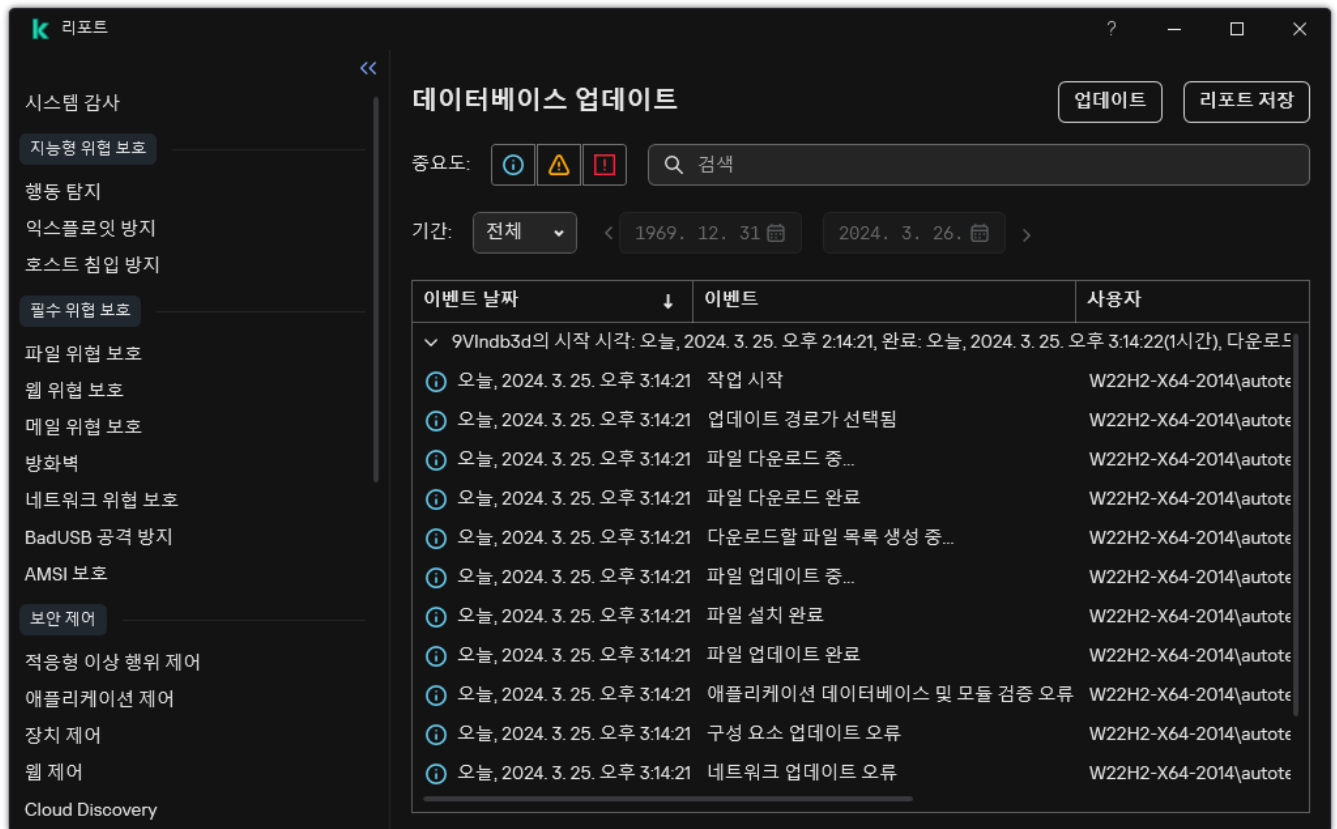 리포트
?
시스템 감사
지능형 위협 보호
행동 탐지
익스플로잇 방지
호스트 침입 방지
필수 위협 보호
파일 위협 보호
웹 위협 보호
메일 위협 보호
방화벽
네트워크 위협 보호
BadUSB 공격 방지
AMSI 보호
보안 제어
적응형 이상 행위 제어
애플리케이션 제어
장치 제어
웹 제어
Cloud Discovery
데이터베이스 업데이트
업데이트
리포트 저장
중요도:
검색
기간: 전체 1969. 12. 31 2024. 3. 26.
이벤트 날짜 ↓ 이벤트 사용자
9VIndb3d의 시작 시각: 오늘, 2024. 3. 25. 오후 2:14:21, 완료: 오늘, 2024. 3. 25. 오후 3:14:22(1시간), 다운로드
오늘, 2024. 3. 25. 오후 3:14:21 작업 시작 W22H2-X64-2014\autote
오늘, 2024. 3. 25. 오후 3:14:21 업데이트 경로가 선택됨 W22H2-X64-2014\autote
오늘, 2024. 3. 25. 오후 3:14:21 파일 다운로드 중... W22H2-X64-2014\autote
오늘, 2024. 3. 25. 오후 3:14:21 파일 다운로드 완료 W22H2-X64-2014\autote
오늘, 2024. 3. 25. 오후 3:14:21 다운로드할 파일 목록 생성 중... W22H2-X64-2014\autote
오늘, 2024. 3. 25. 오후 3:14:21 파일 업데이트 중... W22H2-X64-2014\autote
오늘, 2024. 3. 25. 오후 3:14:21 파일 설치 완료 W22H2-X64-2014\autote
오늘, 2024. 3. 25. 오후 3:14:21 파일 업데이트 완료 W22H2-X64-2014\autote
오늘, 2024. 3. 25. 오후 3:14:21 애플리케이션 데이터베이스 및 모듈 검증 오류 W22H2-X64-2014\autote
오늘, 2024. 3. 25. 오후 3:14:21 구성 요소 업데이트 오류 W22H2-X64-2014\autote
오늘, 2024. 3. 25. 오후 3:14:21 네트워크 업데이트 오류 W22H2-X64-2014\autote